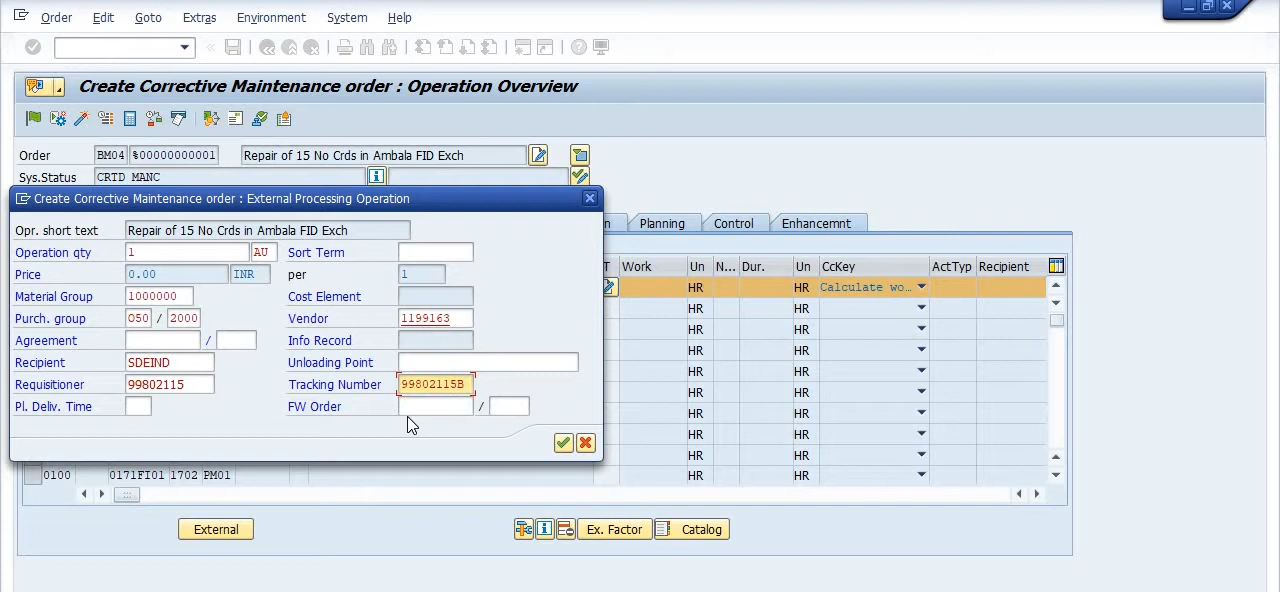 Order Edit Goto Extras Environment System Help
Create Corrective Maintenance order : Operation Overview
Order BM04 %00000000001 Repair of 15 No Crds in Ambala FID Exch
Sys.Status CRTD MANC
Create Corrective Maintenance order : External Processing Operation
n Planning Control Enhancemnt
Opr. short text Repair of 15 No Crds in Ambala FID Exch
Operation qty 1 AU Sort Term
T Work Un N... Dur. Un CcKey ActTyp Recipient
Price 0.00 INR per 1
HR HR Calculate wo...
Material Group 1000000 Cost Element
HR HR
Purch. group 050 / 2000 Vendor 1199163
HR HR
Agreement / Info Record
HR HR
Recipient SDEIND Unloading Point
HR HR
Requisitioner 99802115 Tracking Number 99802115B
HR HR
Pl. Deliv. Time FW Order /
HR HR
HR HR
HR HR
0100 0171FT01 1702 PM01 HR HR
External Ex. Factor Catalog